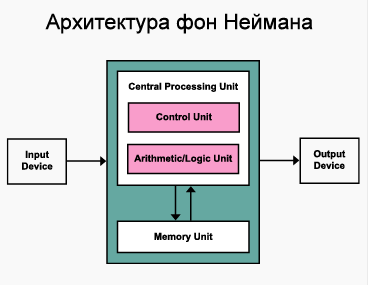 Архитектура фон Неймана
Central Processing Unit
Control Unit
Input
Device
Arithmetic/Logic Unit
Output
Device
Memory Unit